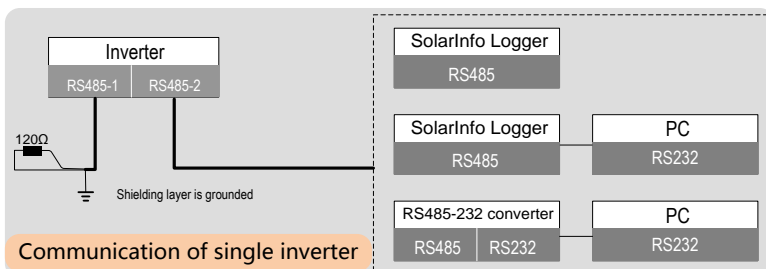 Inverter
RS485-1 RS485-2
120Ω
Shielding layer is grounded
Communication of single inverter
SolarInfo Logger
RS485
SolarInfo Logger PC
RS485 RS232
RS485-232 converter PC
RS485 RS232 RS232